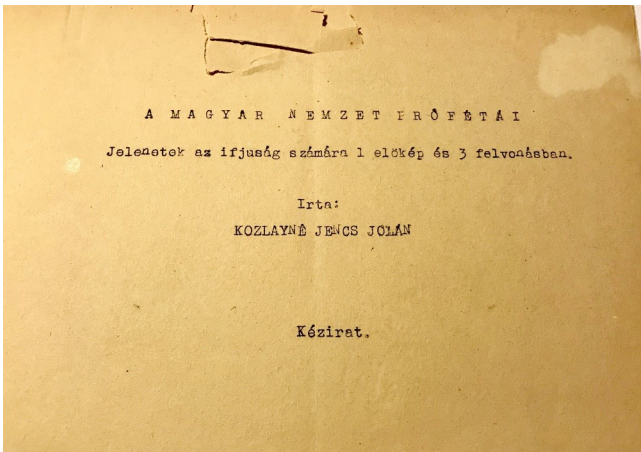 A MAGYAR NEMZET PRÓFÉTÁI
Jelenetek az ifjuság számára 1 előkép és 3 felvonásban.
Irta:
KOZLAYNÉ JENCS JOLÁN
Kézirat.